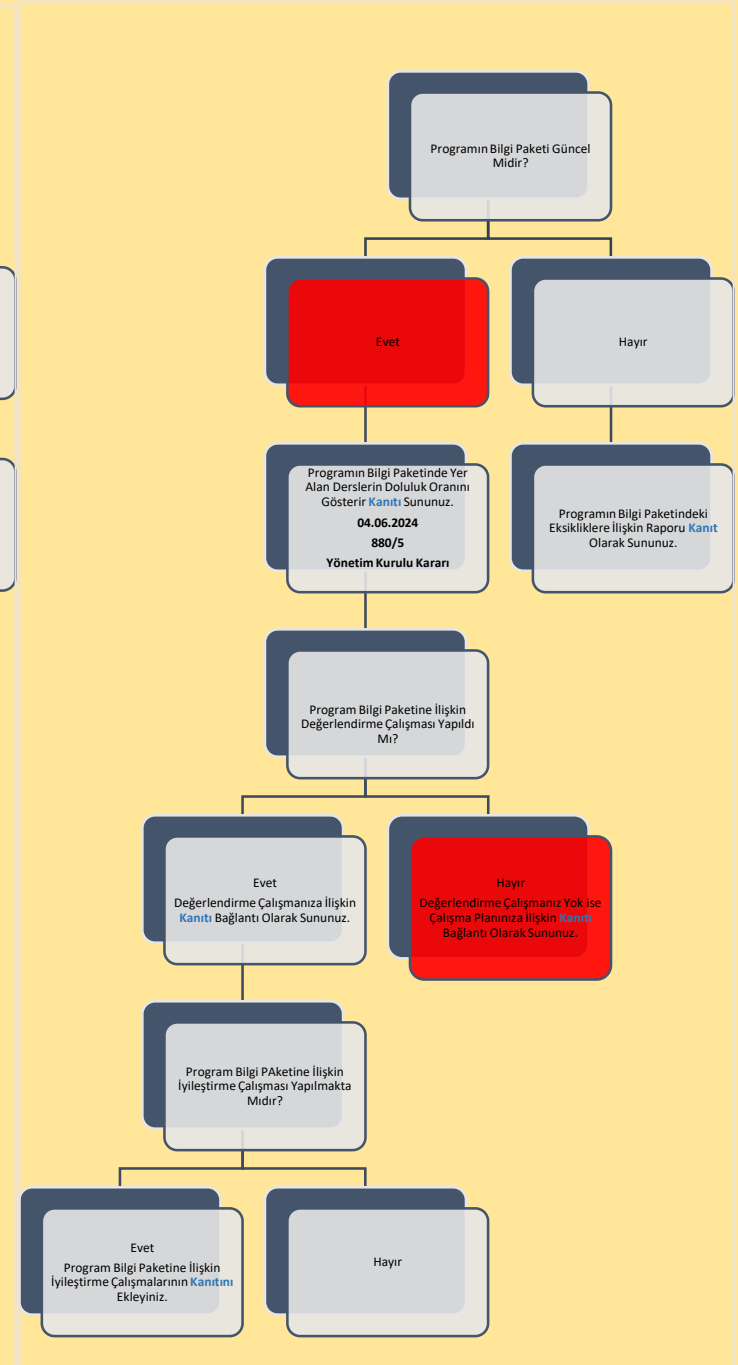 Programın Bilgi Paketi Güncel
Midir?
Evet
Hayır
Programın Bilgi Paketinde Yer
Alan Derslerin Doluluk Oranını
Gösterir Kanıtı Sununuz.
04.06.2024
880/5
Yönetim Kurulu Kararı
Programın Bilgi Paketindeki
Eksikliklere İlişkin Raporu Kanıt
Olarak Sununuz.
Program Bilgi Paketine İlişkin
Değerlendirme Çalışması Yapıldı
Mı?
Evet
Değerlendirme Çalışmanıza İlişkin
Kanıtı Bağlantı Olarak Sununuz.
Hayır
Değerlendirme Çalışmanız Yok ise
Çalışma Planınıza İlişkin Kanıtı
Bağlantı Olarak Sununuz.
Program Bilgi PAketine İlişkin
İyileştirme Çalışması Yapılmakta
Mıdır?
Evet
Program Bilgi Paketine İlişkin
İyileştirme Çalışmalarının Kanıtını
Ekleyiniz.
Hayır